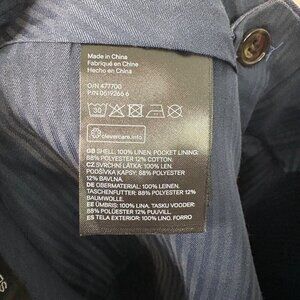 Made in China
Fabriqué en Chine
Hecho en China
O/N 477700
P/N 0519266 6
30
clevercare.info
GB SHELL: 100% LINEN. POCKET LINING:
88% POLYESTER 12% COTTON.
CZ SVRCHNÍ LÁTKA: 100% LEN.
PODŠÍVKA KAPSY: 88% POLYESTER
12% BAVLNA.
DE OBERMATERIAL: 100% LEINEN.
TASCHENFUTTER: 88% POLYESTER 12%
BAUMWOLLE.
EE ÜMBRIS: 100% LINA. TASKU VOODER:
88% POLÜESTER 12% PUUVILL.
ES TEJIDO EXTERIOR: 100% LINO. FORRO